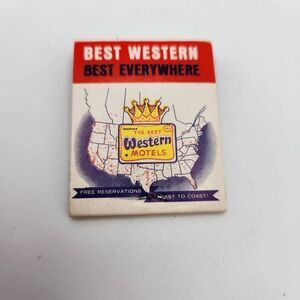 BEST WESTERN
BEST EVERYWHERE
THE BEST
Western
MOTELS
FREE RESERVATIONS COAST TO COAST!